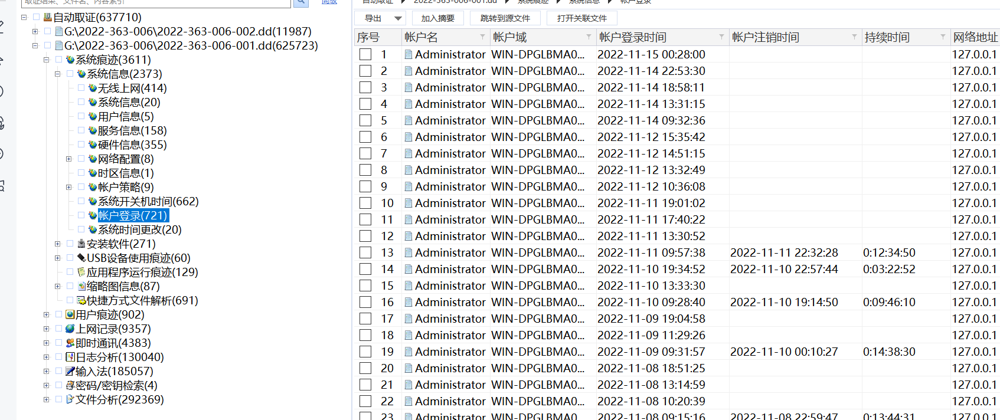 取证结果、文件名、内容索引
高级
自动取证(637710)
G:\2022-363-006\2022-363-006-002.dd(11987)
G:\2022-363-006\2022-363-006-001.dd(625723)
系统痕迹(3611)
系统信息(2373)
无线上网(414)
系统信息(20)
用户信息(5)
服务信息(158)
硬件信息(355)
网络配置(8)
时区信息(1)
帐户策略(9)
系统开关机时间(662)
帐户登录(721)
系统时间更改(20)
安装软件(271)
USB设备使用痕迹(60)
应用程序运行痕迹(129)
缩略图信息(87)
快捷方式文件解析(691)
用户痕迹(902)
上网记录(9357)
即时通讯(4383)
日志分析(130040)
输入法(185057)
密码/密钥检索(4)
文件分析(292369)
自动取证 2022-363-006-001.dd 系统痕迹 系统信息 帐户登录
导出 加入摘要 跳转到源文件 打开关联文件
序号 帐户名 帐户域 帐户登录时间 帐户注销时间 持续时间 网络地址
1 Administrator WIN-DPGLBMA0... 2022-11-15 00:28:00 127.0.0.1
2 Administrator WIN-DPGLBMA0... 2022-11-14 22:53:30 127.0.0.1
3 Administrator WIN-DPGLBMA0... 2022-11-14 18:58:11 127.0.0.1
4 Administrator WIN-DPGLBMA0... 2022-11-14 13:31:15 127.0.0.1
5 Administrator WIN-DPGLBMA0... 2022-11-14 09:32:36 127.0.0.1
6 Administrator WIN-DPGLBMA0... 2022-11-12 15:35:42 127.0.0.1
7 Administrator WIN-DPGLBMA0... 2022-11-12 14:51:15 127.0.0.1
8 Administrator WIN-DPGLBMA0... 2022-11-12 13:32:49 127.0.0.1
9 Administrator WIN-DPGLBMA0... 2022-11-12 10:36:08 127.0.0.1
10 Administrator WIN-DPGLBMA0... 2022-11-11 19:01:02 127.0.0.1
11 Administrator WIN-DPGLBMA0... 2022-11-11 17:40:22 127.0.0.1
12 Administrator WIN-DPGLBMA0... 2022-11-11 13:30:52 127.0.0.1
13 Administrator WIN-DPGLBMA0... 2022-11-11 09:57:38 2022-11-11 22:32:28 0:12:34:50 127.0.0.1
14 Administrator WIN-DPGLBMA0... 2022-11-10 19:34:52 2022-11-10 22:57:44 0:03:22:52 127.0.0.1
15 Administrator WIN-DPGLBMA0... 2022-11-10 13:33:30 127.0.0.1
16 Administrator WIN-DPGLBMA0... 2022-11-10 09:28:40 2022-11-10 19:14:50 0:09:46:10 127.0.0.1
17 Administrator WIN-DPGLBMA0... 2022-11-09 19:04:58 127.0.0.1
18 Administrator WIN-DPGLBMA0... 2022-11-09 11:29:26 127.0.0.1
19 Administrator WIN-DPGLBMA0... 2022-11-09 09:31:57 2022-11-10 00:10:27 0:14:38:30 127.0.0.1
20 Administrator WIN-DPGLBMA0... 2022-11-08 18:51:25 127.0.0.1
21 Administrator WIN-DPGLBMA0... 2022-11-08 13:14:59 127.0.0.1
22 Administrator WIN-DPGLBMA0... 2022-11-08 10:20:39 127.0.0.1
23 Administrator WIN-DPGLBMA0... 2022-11-08 09:15:16 2022-11-08 22:59:47 0:13:44:31 127.0.0.1